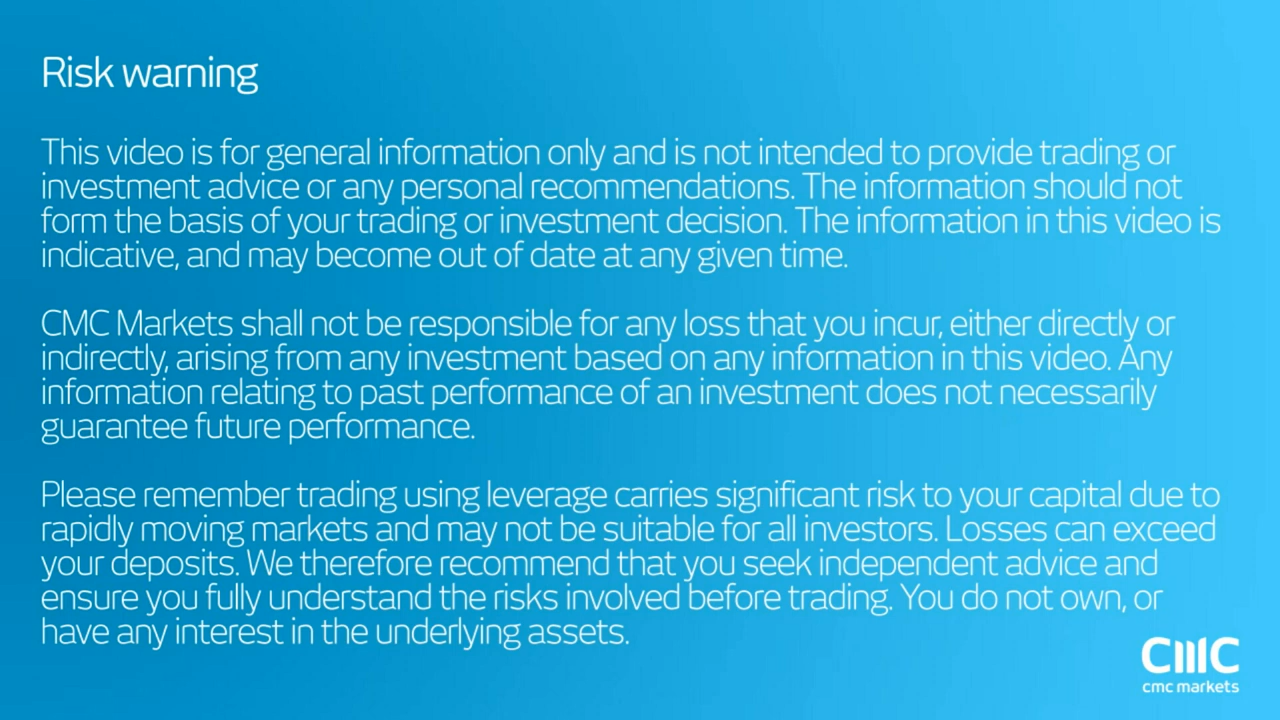 Risk warning
This video is for general information only and is not intended to provide trading or
investment advice or any personal recommendations. The information should not
form the basis of your trading or investment decision. The information in this video is
indicative, and may become out of date at any given time.
CMC Markets shall not be responsible for any loss that you incur, either directly or
indirectly, arising from any investment based on any information in this video. Any
information relating to past performance of an investment does not necessarily
guarantee future performance.
Please remember trading using leverage carries significant risk to your capital due to
rapidly moving markets and may not be suitable for all investors. Losses can exceed
your deposits. We therefore recommend that you seek independent advice and
ensure you fully understand the risks involved before trading. You do not own, or
have any interest in the underlying assets.
CMC
cmc markets